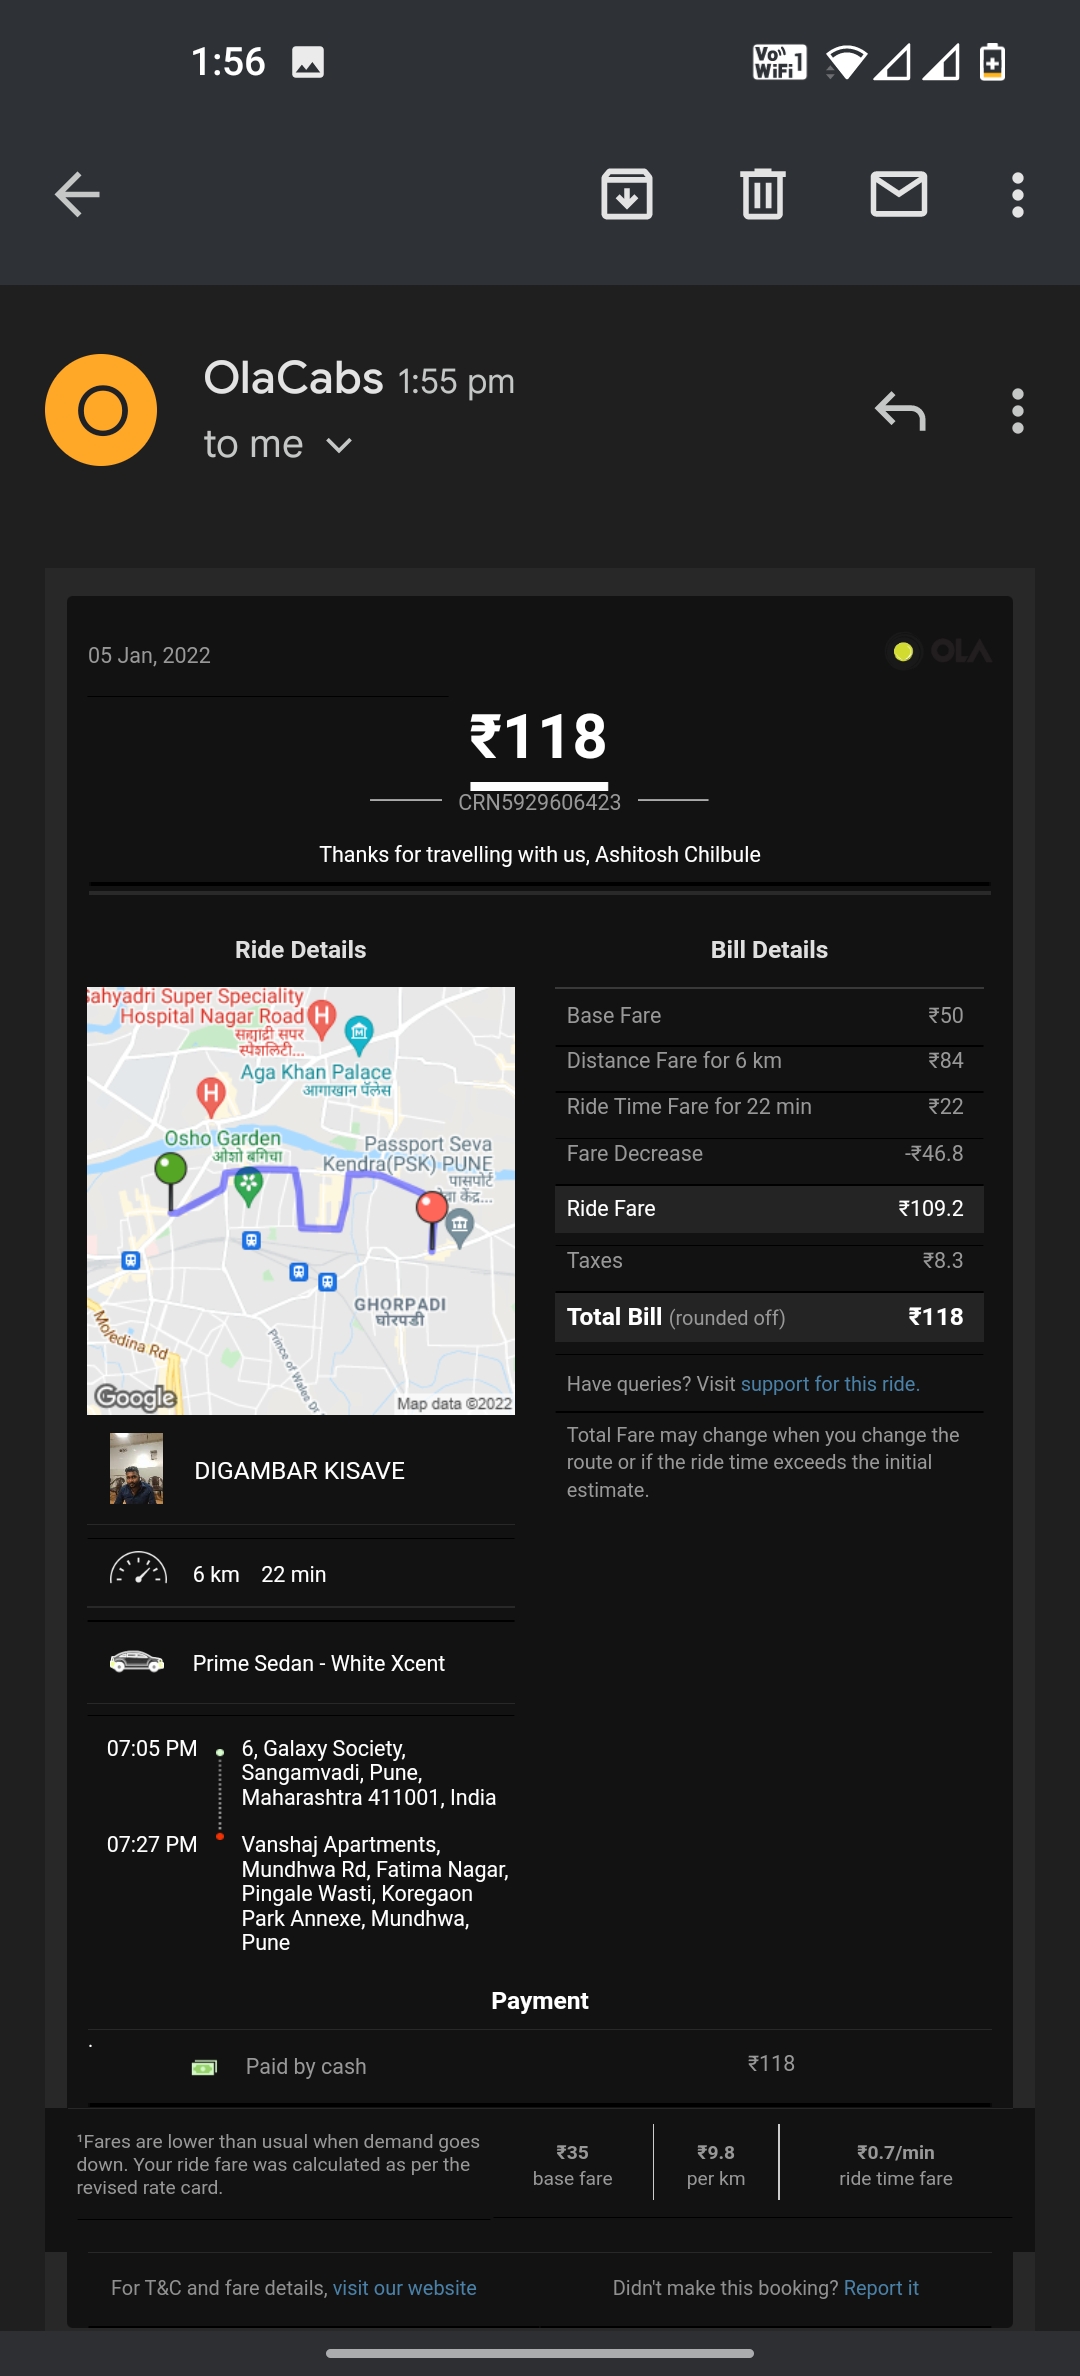 1:56
Vo WiFi 1
OlaCabs 1:55 pm
to me
O
05 Jan, 2022
OLA
₹118
CRN5929606423
Thanks for travelling with us, Ashitosh Chilbule
Ride Details
Sahyadri Super Speciality
Hospital Nagar Road
सह्याद्री सपर
स्पेशलिटी...
Aga Khan Palace
आगाखान पॅलेस
Osho Garden
ओशो बगिचा
Passport Seva
Kendra(PSK) PUNE
पासपोर्ट
सेवा केंद्र...
GHORPADI
घोरपडी
Moledina Rd
Prince of Wales Dr
Google
Map data ©2022
DIGAMBAR KISAVE
6 km 22 min
Prime Sedan - White Xcent
07:05 PM
6, Galaxy Society,
Sangamvadi, Pune,
Maharashtra 411001, India
07:27 PM
Vanshaj Apartments,
Mundhwa Rd, Fatima Nagar,
Pingale Wasti, Koregaon
Park Annexe, Mundhwa,
Pune
Bill Details
Base Fare ₹50
Distance Fare for 6 km ₹84
Ride Time Fare for 22 min ₹22
Fare Decrease -₹46.8
Ride Fare ₹109.2
Taxes ₹8.3
Total Bill (rounded off) ₹118
Have queries? Visit support for this ride.
Total Fare may change when you change the
route or if the ride time exceeds the initial
estimate.
Payment
.
Paid by cash ₹118
¹Fares are lower than usual when demand goes
down. Your ride fare was calculated as per the
revised rate card.
₹35
base fare
₹9.8
per km
₹0.7/min
ride time fare
For T&C and fare details, visit our website
Didn't make this booking? Report it